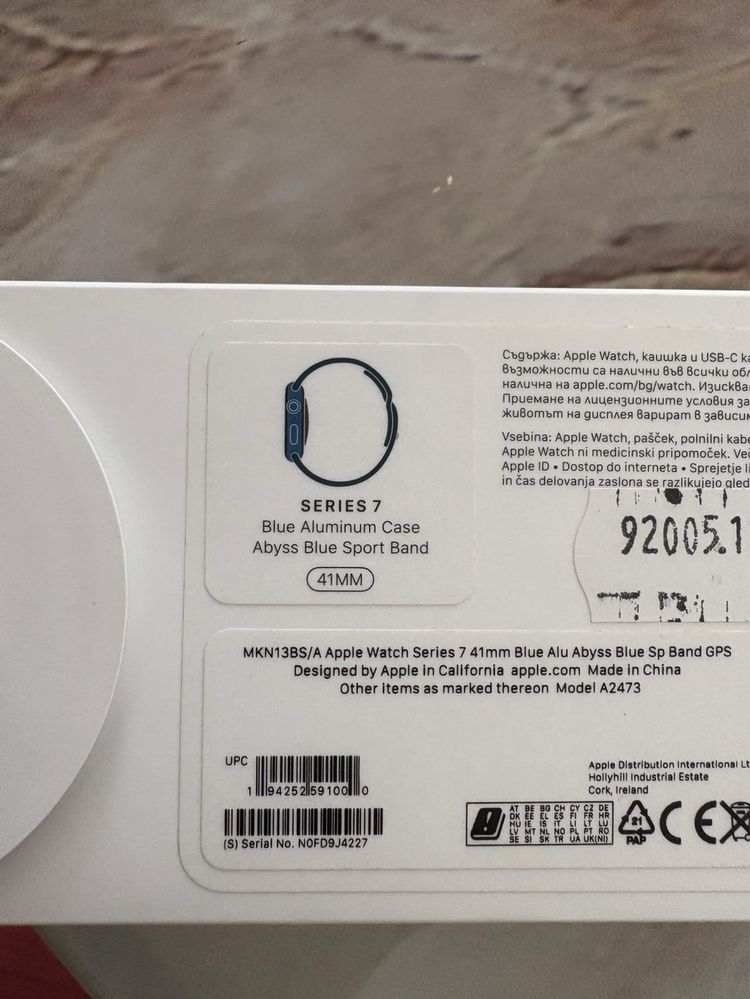 SERIES 7
Blue Aluminum Case
Abyss Blue Sport Band
41MM
Съдържа: Apple Watch, каишка и USB-C
възможности са налични във всички
налична на apple.com/bg/watch.
Приемане на лицензионните условия за
животът на дисплея варират в
Vsebina: Apple Watch, pašček, polnilni
Apple Watch ni medicinski pripomoček.
Apple ID • Dostop do interneta • Sprejetje
in čas delovanja zaslona se razlikujejo
92005.1
MKN13BS/A Apple Watch Series 7 41mm Blue Alu Abyss Blue Sp Band GPS
Designed by Apple in California apple.com Made in China
Other items as marked thereon Model A2473
UPC
1 94252 59100 0
(S) Serial No. N0FD9J4227
Apple Distribution International
Hollyhill Industrial Estate
Cork, Ireland
AT BE BG CH CY CZ DE
DK EE EL ES FI FR HR
HU IE IS IT LI LT LU
LV MT NL NO PL PT RO
SE SI SK TR UA UK(NI)
21
PAP
CE